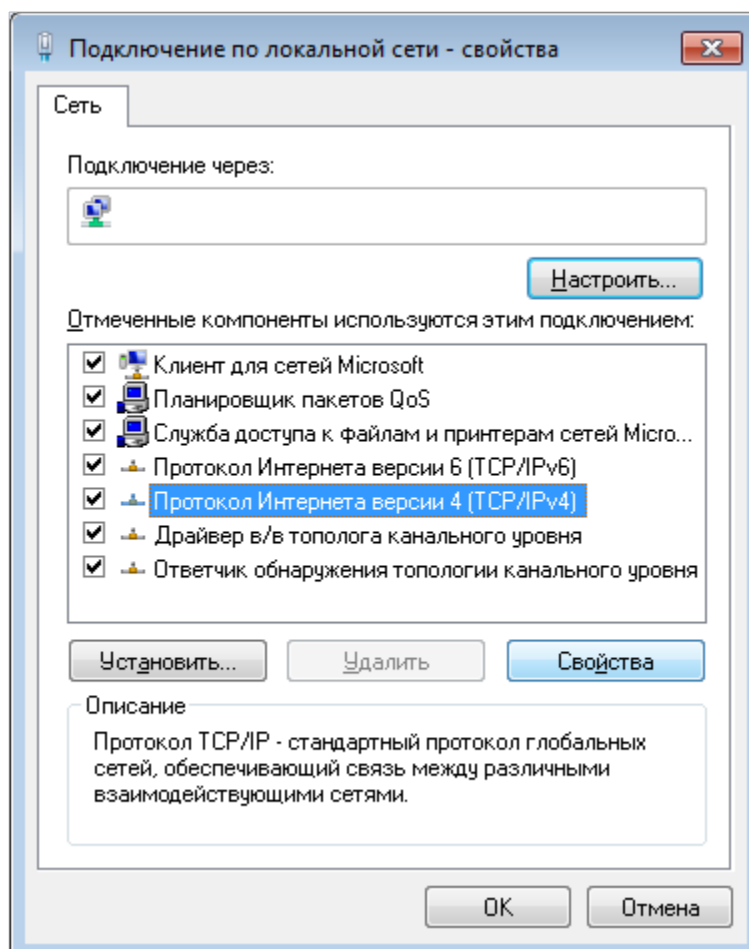 Подключение по локальной сети - свойства
Сеть
Подключение через:
Настроить...
Отмеченные компоненты используются этим подключением:
Клиент для сетей Microsoft
Планировщик пакетов QoS
Служба доступа к файлам и принтерам сетей Micro...
Протокол Интернета версии 6 (TCP/IPv6)
Протокол Интернета версии 4 (TCP/IPv4)
Драйвер в/в тополога канального уровня
Ответчик обнаружения топологии канального уровня
Установить... Удалить Свойства
Описание
Протокол TCP/IP - стандартный протокол глобальных
сетей, обеспечивающий связь между различными
взаимодействующими сетями.
OK Отмена